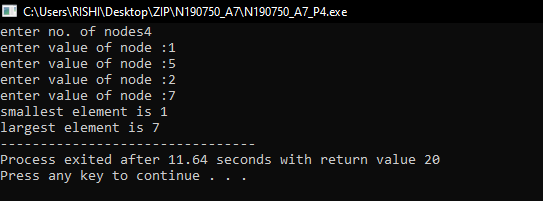 C:\Users\RISHI\Desktop\ZIP\N190750_A7\N190750_A7_P4.exe
enter no. of nodes4
enter value of node :1
enter value of node :5
enter value of node :2
enter value of node :7
smallest element is 1
largest element is 7
--------------------------------
Process exited after 11.64 seconds with return value 20
Press any key to continue . . .